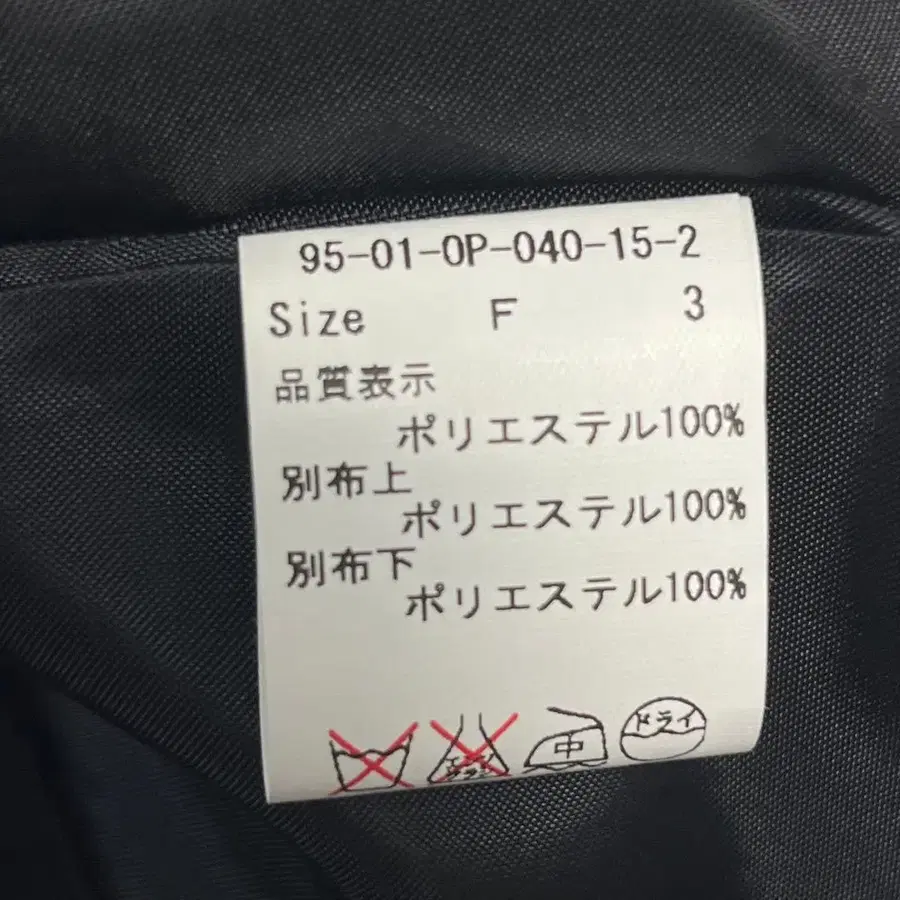 95-01-OP-040-15-2
Size F 3
品質表示
ポリエステル100%
別布上
ポリエステル100%
別布下
ポリエステル100%
中 ドライ